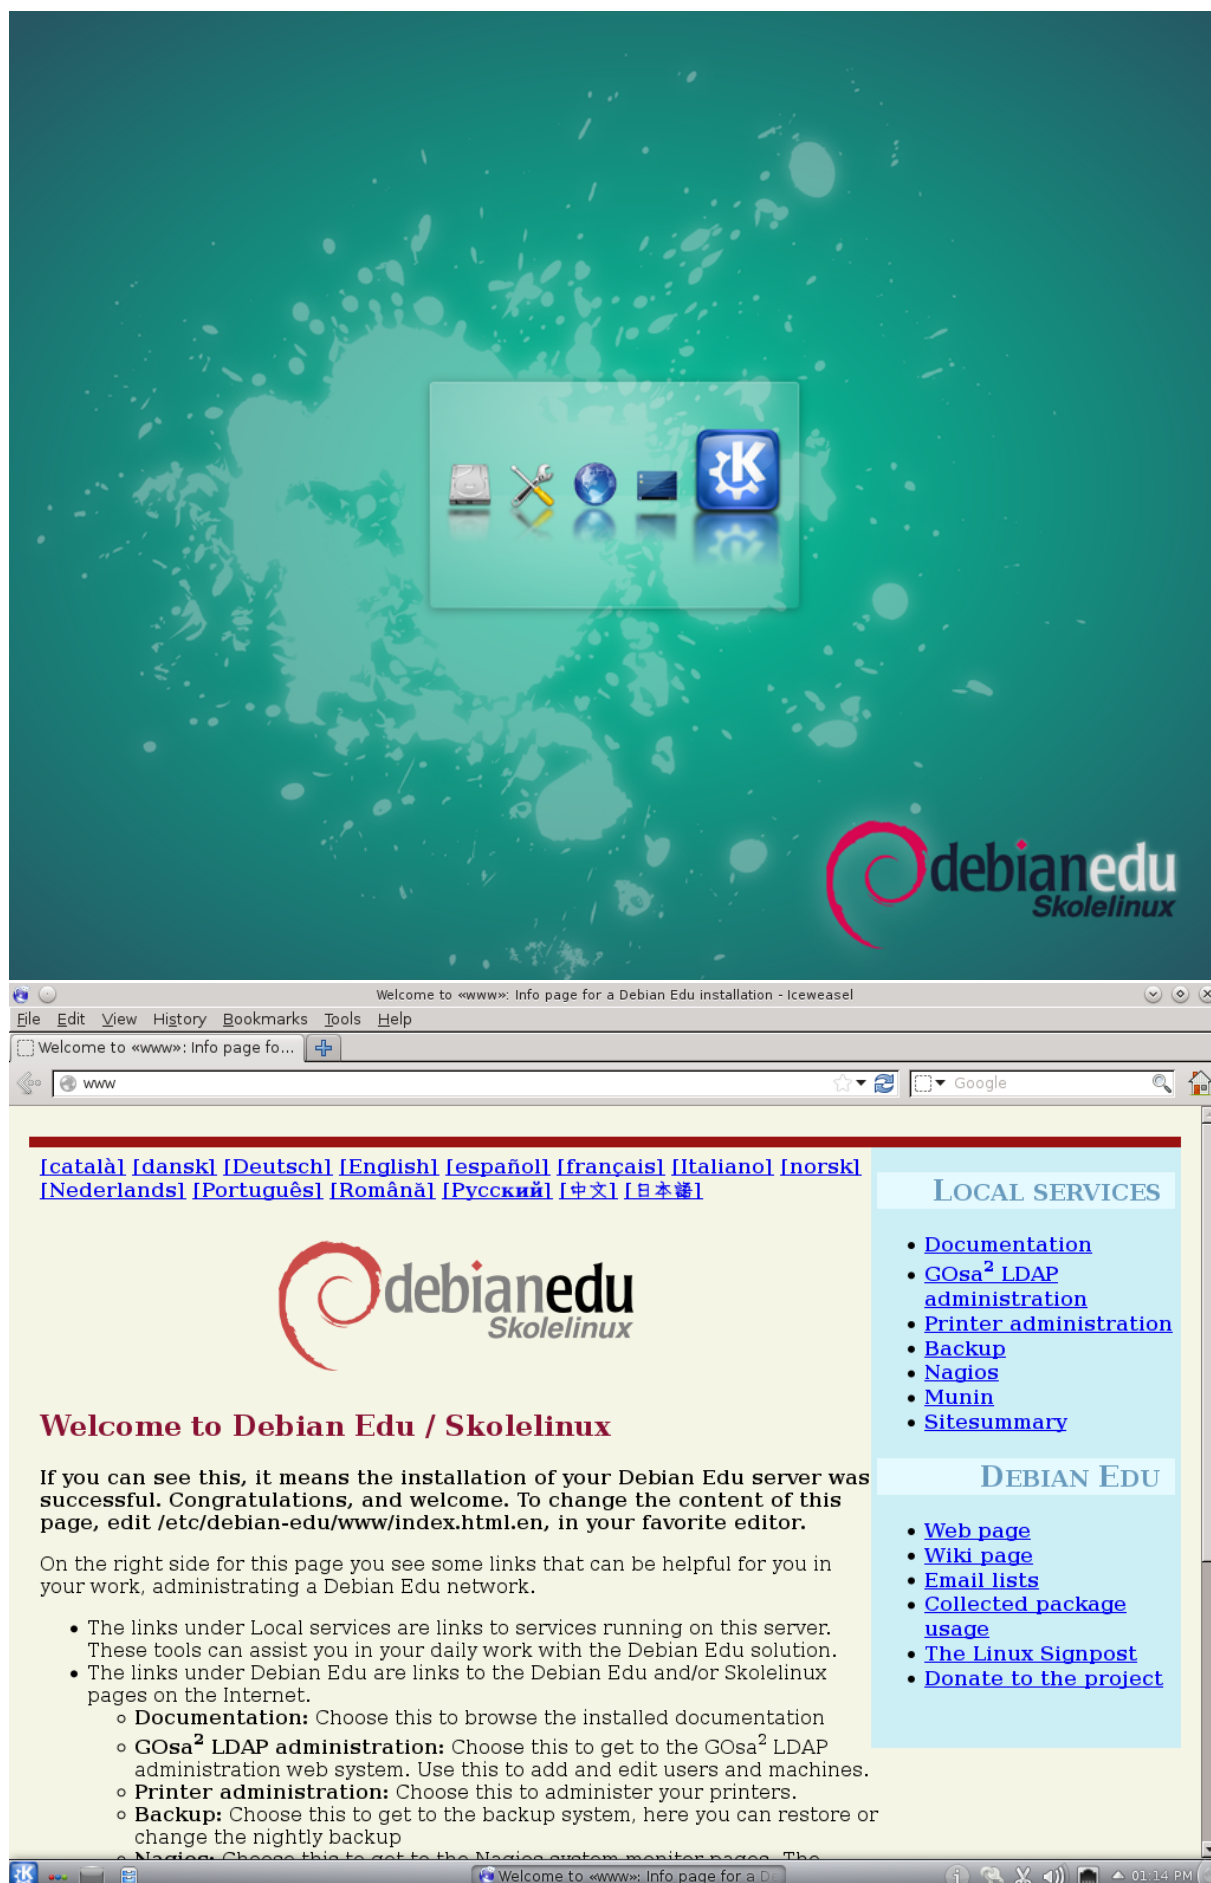 debianedu
Skolelinux
Welcome to «www»: Info page for a Debian Edu installation - Iceweasel
File Edit View History Bookmarks Tools Help
Welcome to «www»: Info page fo...
www
Google
[català] [dansk] [Deutsch] [English] [español] [français] [Italiano] [norsk]
[Nederlands] [Português] [Română] [Русский] [中文] [日本語]
debianedu
Skolelinux
Welcome to Debian Edu / Skolelinux
If you can see this, it means the installation of your Debian Edu server was
successful. Congratulations, and welcome. To change the content of this
page, edit /etc/debian-edu/www/index.html.en, in your favorite editor.
On the right side for this page you see some links that can be helpful for you in
your work, administrating a Debian Edu network.
The links under Local services are links to services running on this server.
These tools can assist you in your daily work with the Debian Edu solution.
The links under Debian Edu are links to the Debian Edu and/or Skolelinux
pages on the Internet.
Documentation: Choose this to browse the installed documentation
GOsa² LDAP administration: Choose this to get to the GOsa² LDAP
administration web system. Use this to add and edit users and machines.
Printer administration: Choose this to administer your printers.
Backup: Choose this to get to the backup system, here you can restore or
change the nightly backup
Nagios: Choose this to get to the Nagios system monitor pages. The
LOCAL SERVICES
Documentation
GOsa² LDAP
administration
Printer administration
Backup
Nagios
Munin
Sitesummary
DEBIAN EDU
Web page
Wiki page
Email lists
Collected package
usage
The Linux Signpost
Donate to the project
Welcome to «www»: Info page for a D
01:14 PM